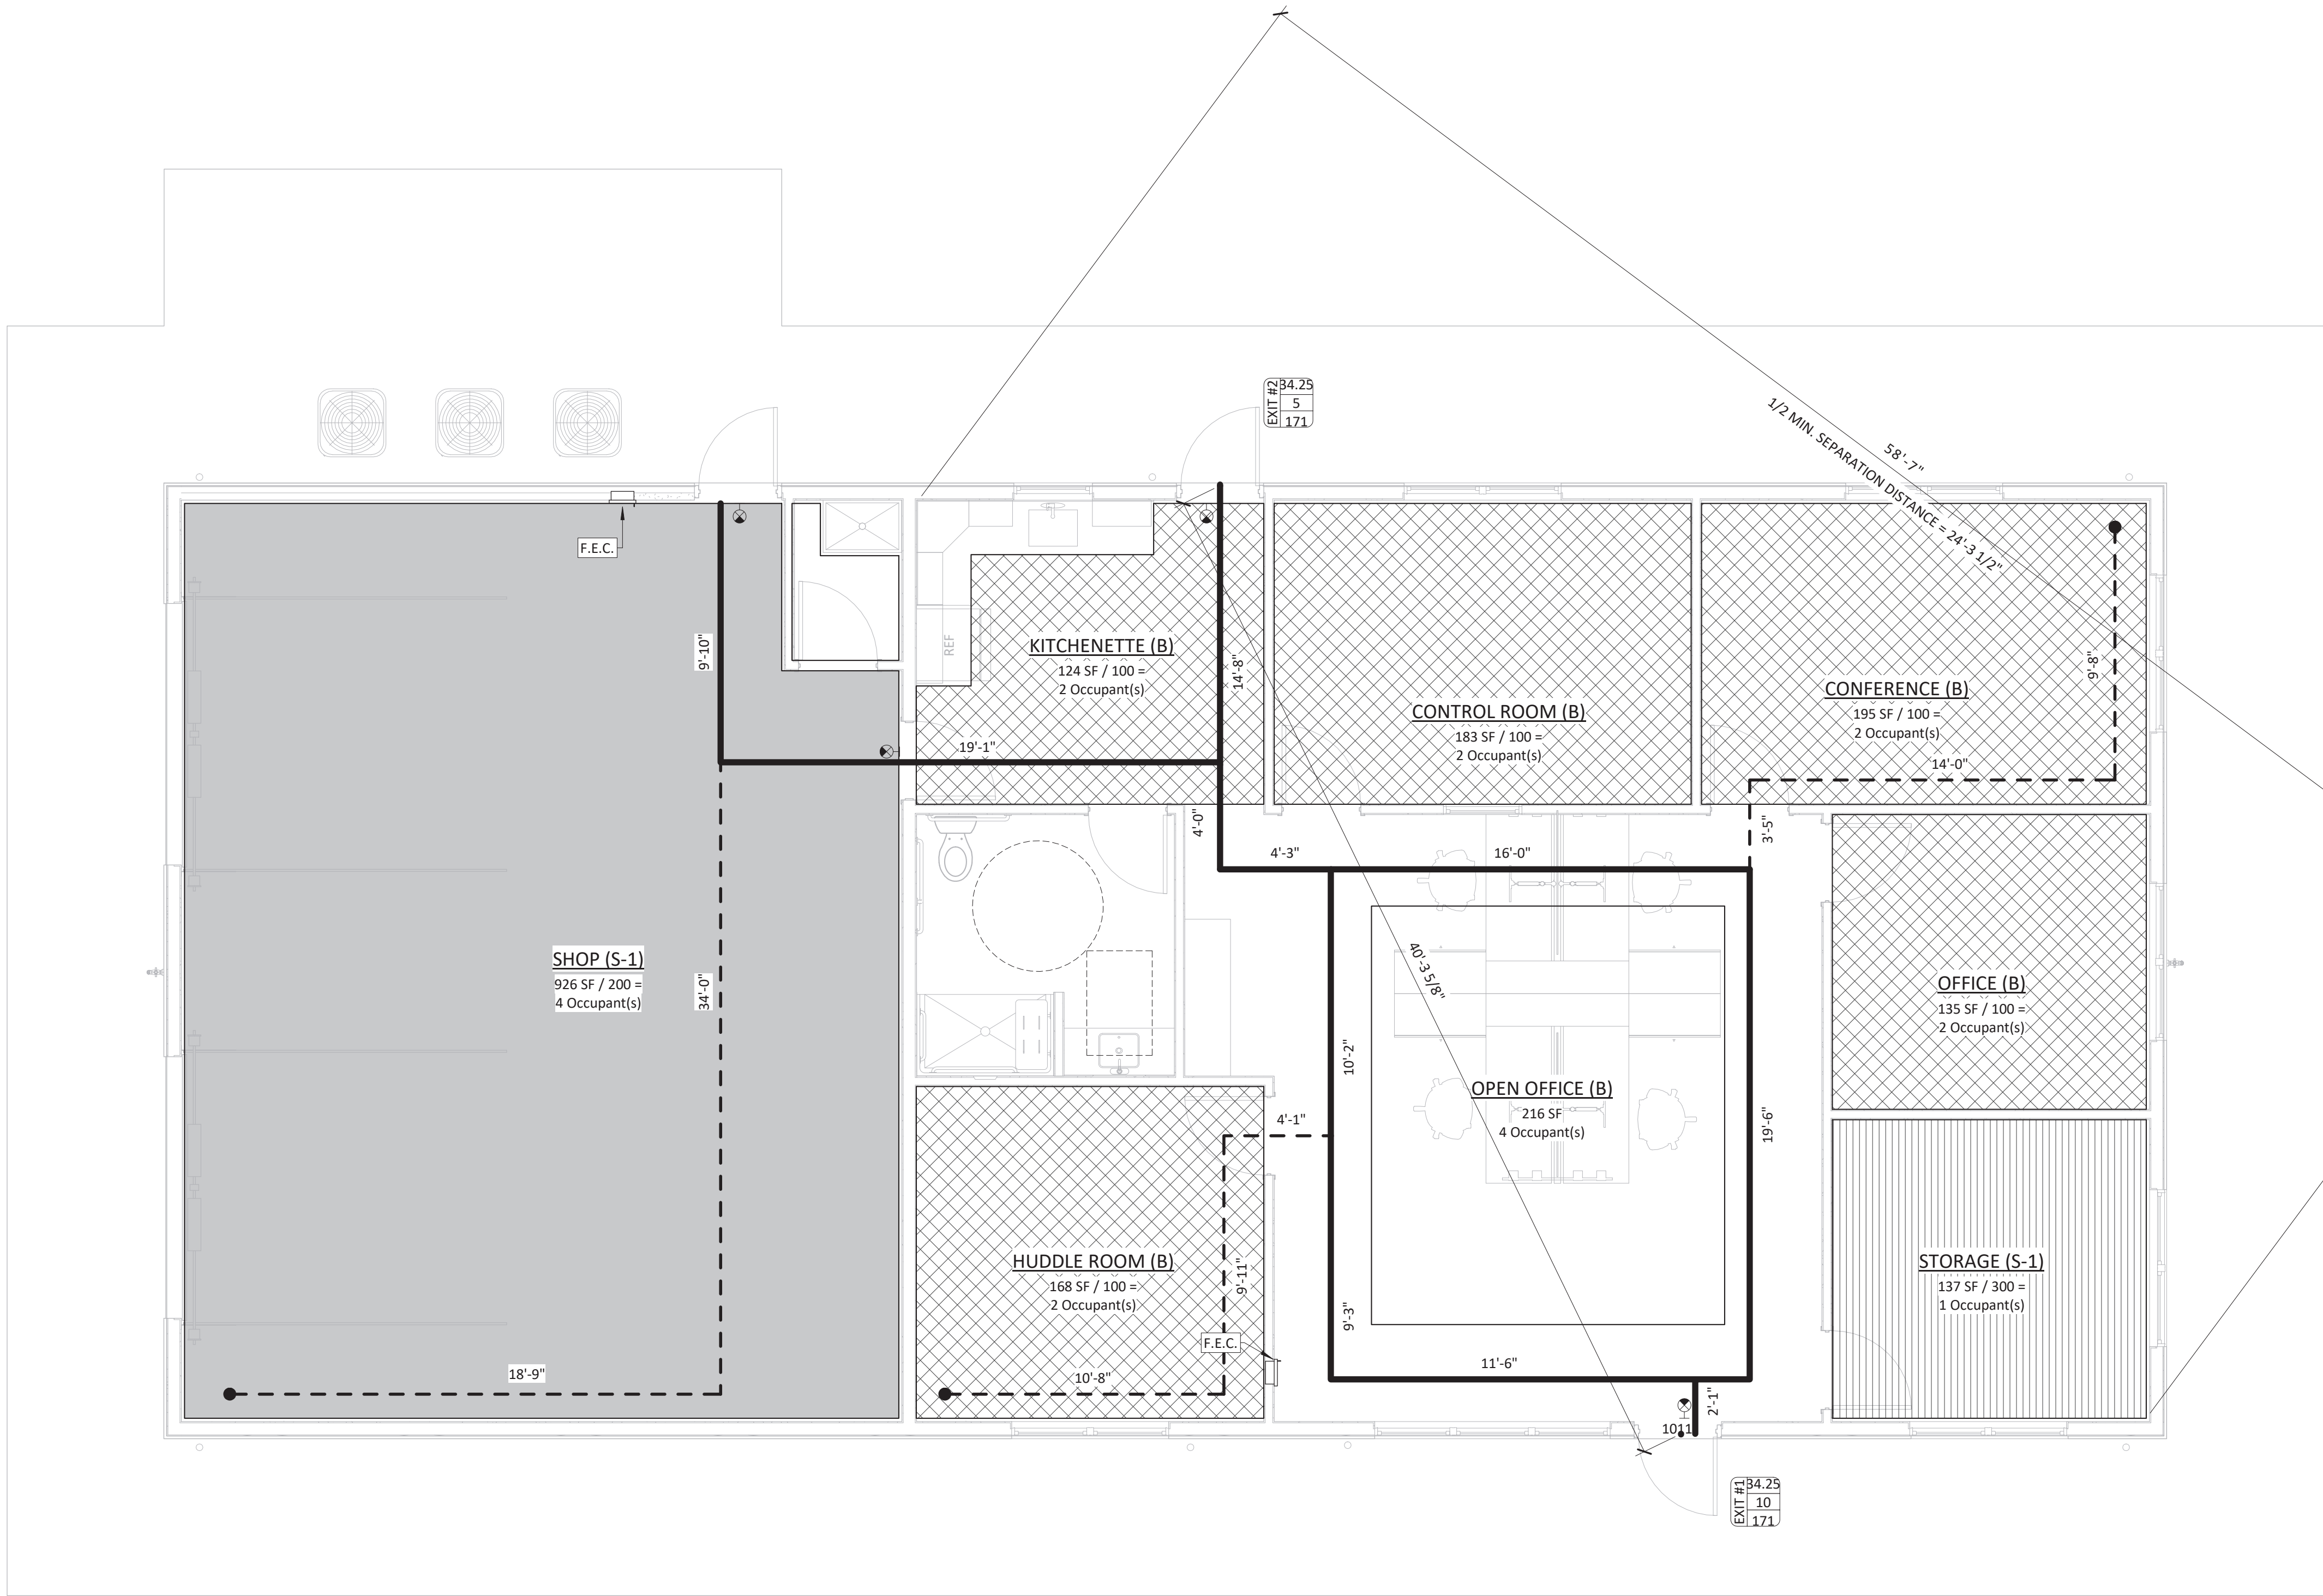 EXIT #2
34.25
5
171
1/2 MIN. SEPARATION DISTANCE = 24'-3 1/2"
58'-7"
F.E.C.
9'-10"
REF
KITCHENETTE (B)
124 SF / 100 =
2 Occupant(s)
14'-8"
CONTROL ROOM (B)
183 SF / 100 =
2 Occupant(s)
CONFERENCE (B)
195 SF / 100 =
2 Occupant(s)
9'-8"
14'-0"
19'-1"
4'-0"
4'-3"
16'-0"
3'-5"
SHOP (S-1)
926 SF / 200 =
4 Occupant(s)
34'-0"
40'-3 5/8"
OFFICE (B)
135 SF / 100 =
2 Occupant(s)
10'-2"
OPEN OFFICE (B)
216 SF
4 Occupant(s)
4'-1"
19'-6"
HUDDLE ROOM (B)
168 SF / 100 =
2 Occupant(s)
9'-11"
9'-3"
STORAGE (S-1)
137 SF / 300 =
1 Occupant(s)
F.E.C.
18'-9"
10'-8"
11'-6"
2'-1"
1011
EXIT #1
34.25
10
171